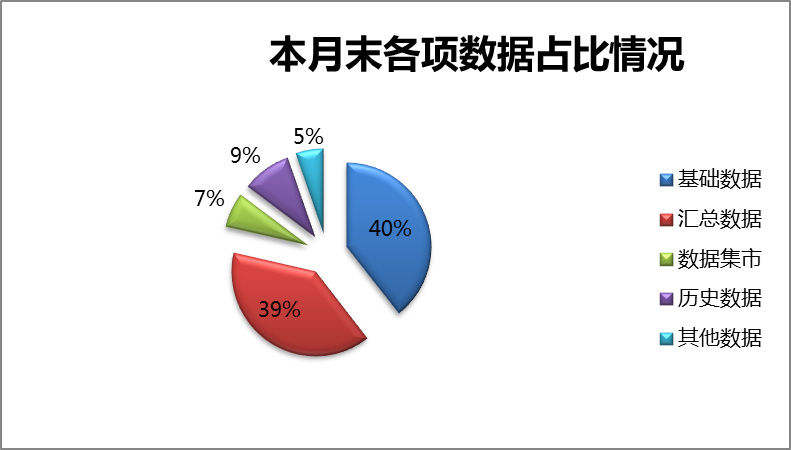 本月末各项数据占比情况
5%
9%
7%
40%
39%
基础数据
汇总数据
数据集市
历史数据
其他数据